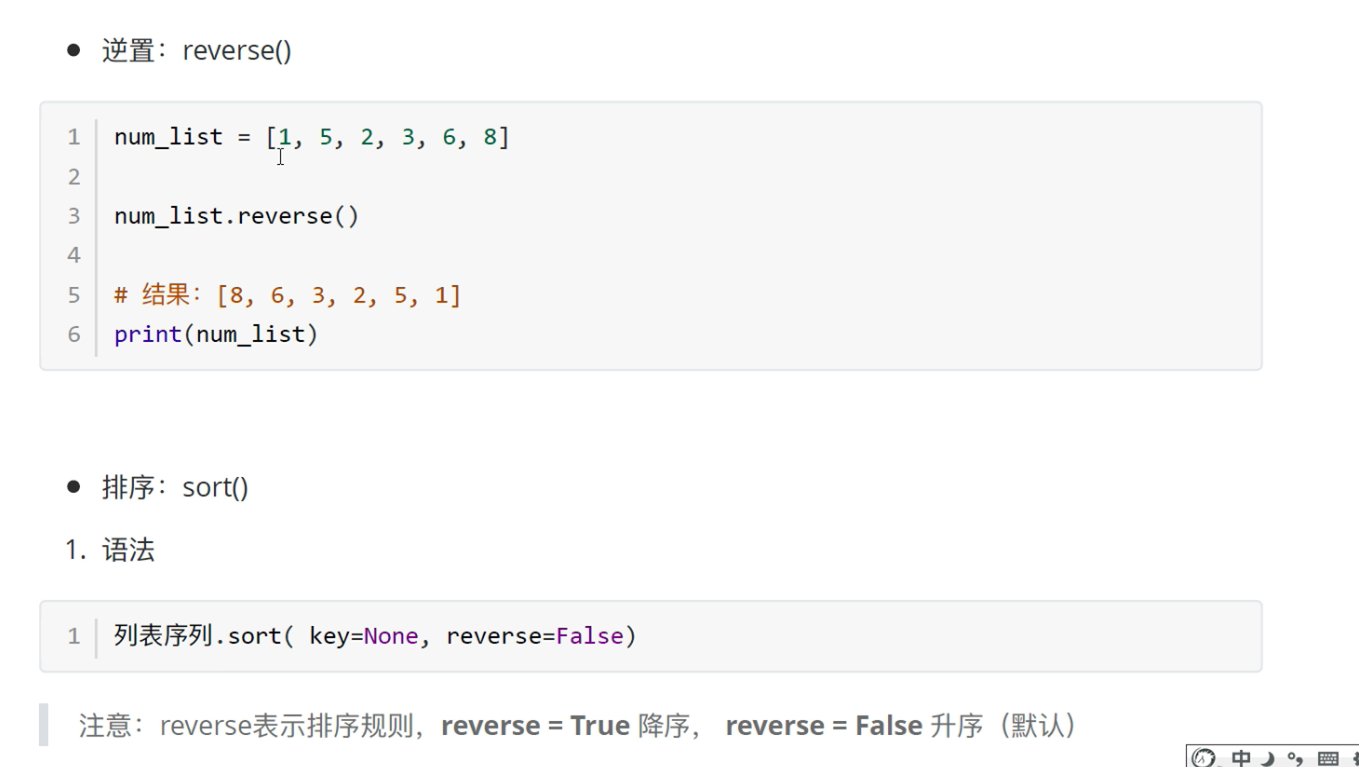 逆置：reverse()
1 num_list = [1, 5, 2, 3, 6, 8]
2
3 num_list.reverse()
4
5 # 结果：[8, 6, 3, 2, 5, 1]
6 print(num_list)
排序：sort()
1. 语法
1 列表序列.sort( key=None, reverse=False)
注意：reverse表示排序规则，reverse = True 降序， reverse = False 升序（默认）
中